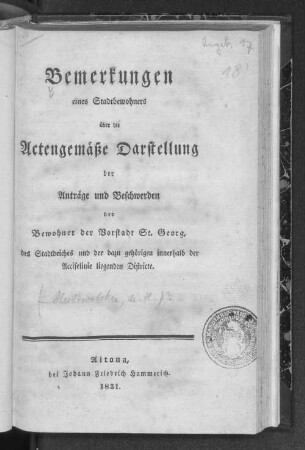 Bemerkungen
eines Stadtbewohners
über die
Actengemäße Darstellung
der
Anträge und Beschwerden
der
Bewohner der Vorstadt St. Georg,
des Stadtdeiches und der dazu gehörigen innerhalb der
Acciselinie liegenden Districte.
Altona,
bei Johann Friedrich Hammerich.
1831.